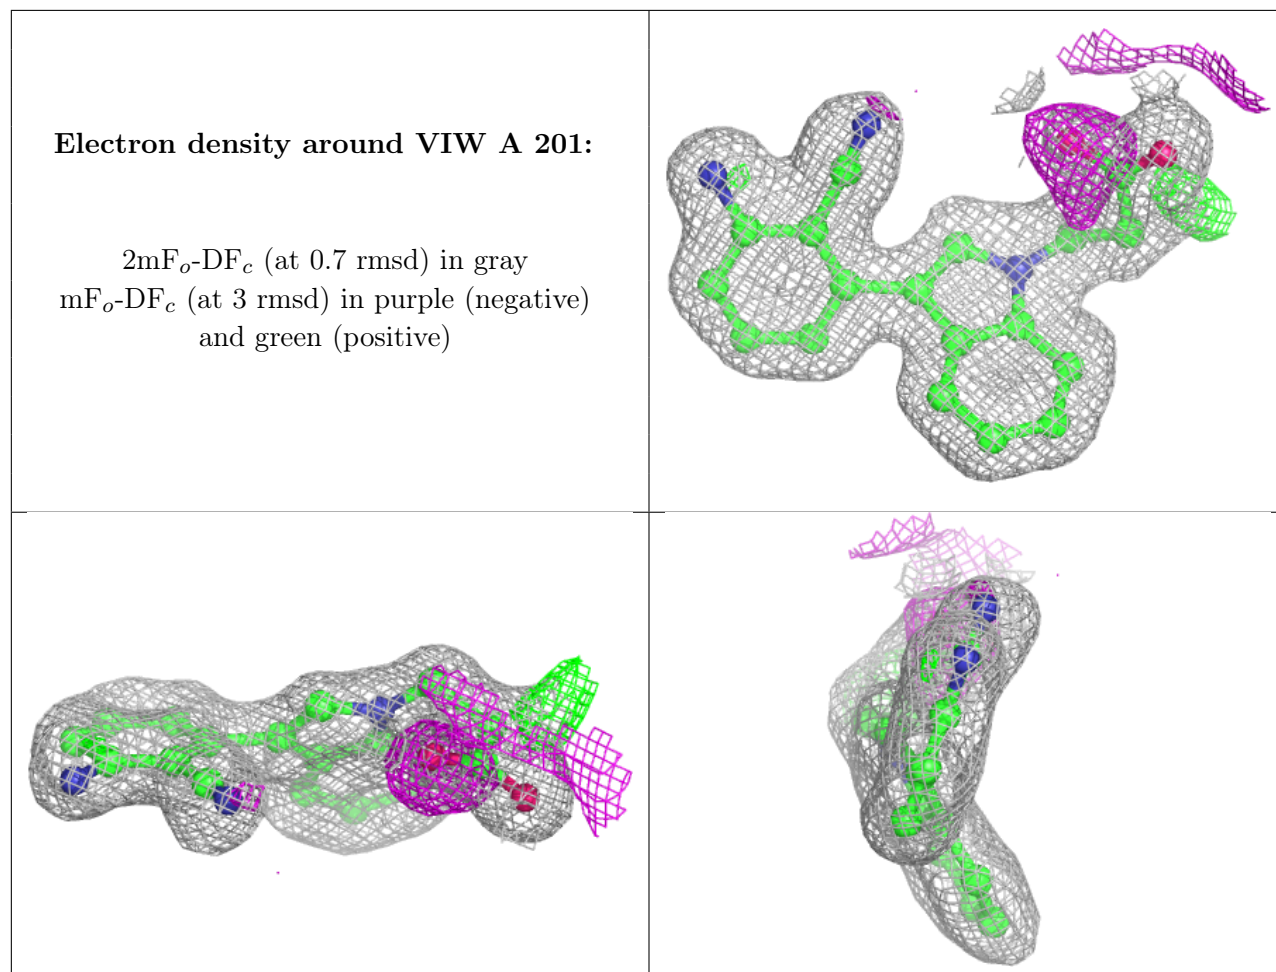 Electron density around VIW A 201:
2mFo-DFc (at 0.7 rmsd) in gray
mFo-DFc (at 3 rmsd) in purple (negative)
and green (positive)